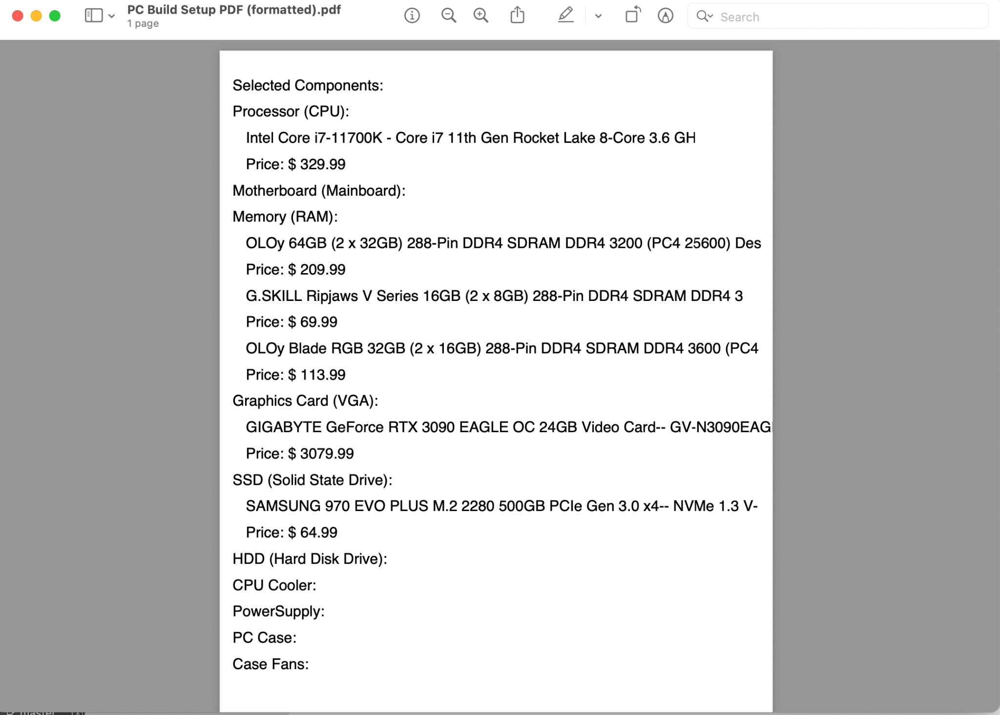 PC Build Setup PDF (formatted).pdf
1 page
Search
Selected Components:
Processor (CPU):
Intel Core i7-11700K - Core i7 11th Gen Rocket Lake 8-Core 3.6 GH
Price: $ 329.99
Motherboard (Mainboard):
Memory (RAM):
OLOy 64GB (2 x 32GB) 288-Pin DDR4 SDRAM DDR4 3200 (PC4 25600) Des
Price: $ 209.99
G.SKILL Ripjaws V Series 16GB (2 x 8GB) 288-Pin DDR4 SDRAM DDR4 3
Price: $ 69.99
OLOy Blade RGB 32GB (2 x 16GB) 288-Pin DDR4 SDRAM DDR4 3600 (PC4
Price: $ 113.99
Graphics Card (VGA):
GIGABYTE GeForce RTX 3090 EAGLE OC 24GB Video Card-- GV-N3090EAG
Price: $ 3079.99
SSD (Solid State Drive):
SAMSUNG 970 EVO PLUS M.2 2280 500GB PCIe Gen 3.0 x4-- NVMe 1.3 V-
Price: $ 64.99
HDD (Hard Disk Drive):
CPU Cooler:
PowerSupply:
PC Case:
Case Fans: